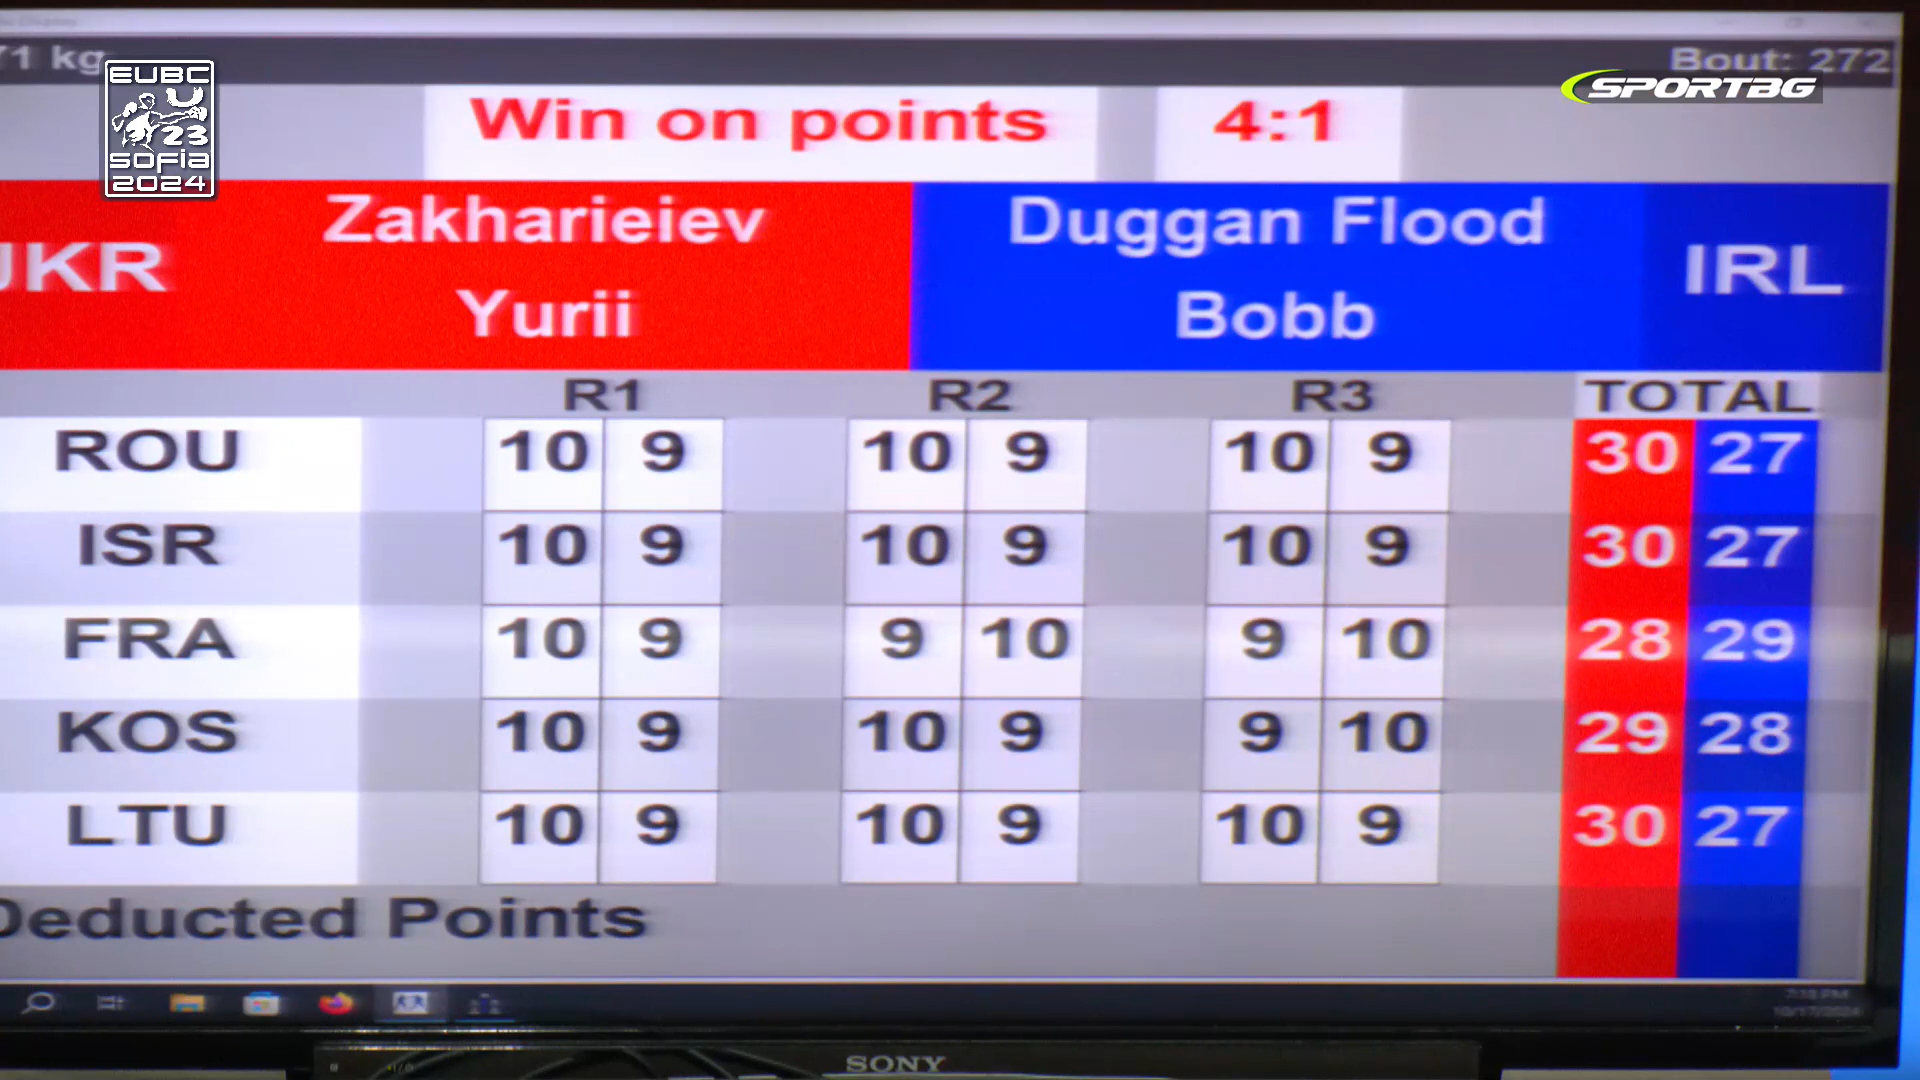 71 kg
Bout: 272
EUBC
U
23
SOFIA
2024
SPORTBG
Win on points 4:1
UKR Zakharieiev Yurii
Duggan Flood Bobb IRL
R1 R2 R3 TOTAL
ROU 10 9 10 9 10 9 30 27
ISR 10 9 10 9 10 9 30 27
FRA 10 9 9 10 9 10 28 29
KOS 10 9 10 9 9 10 29 28
LTU 10 9 10 9 10 9 30 27
Deducted Points
SONY